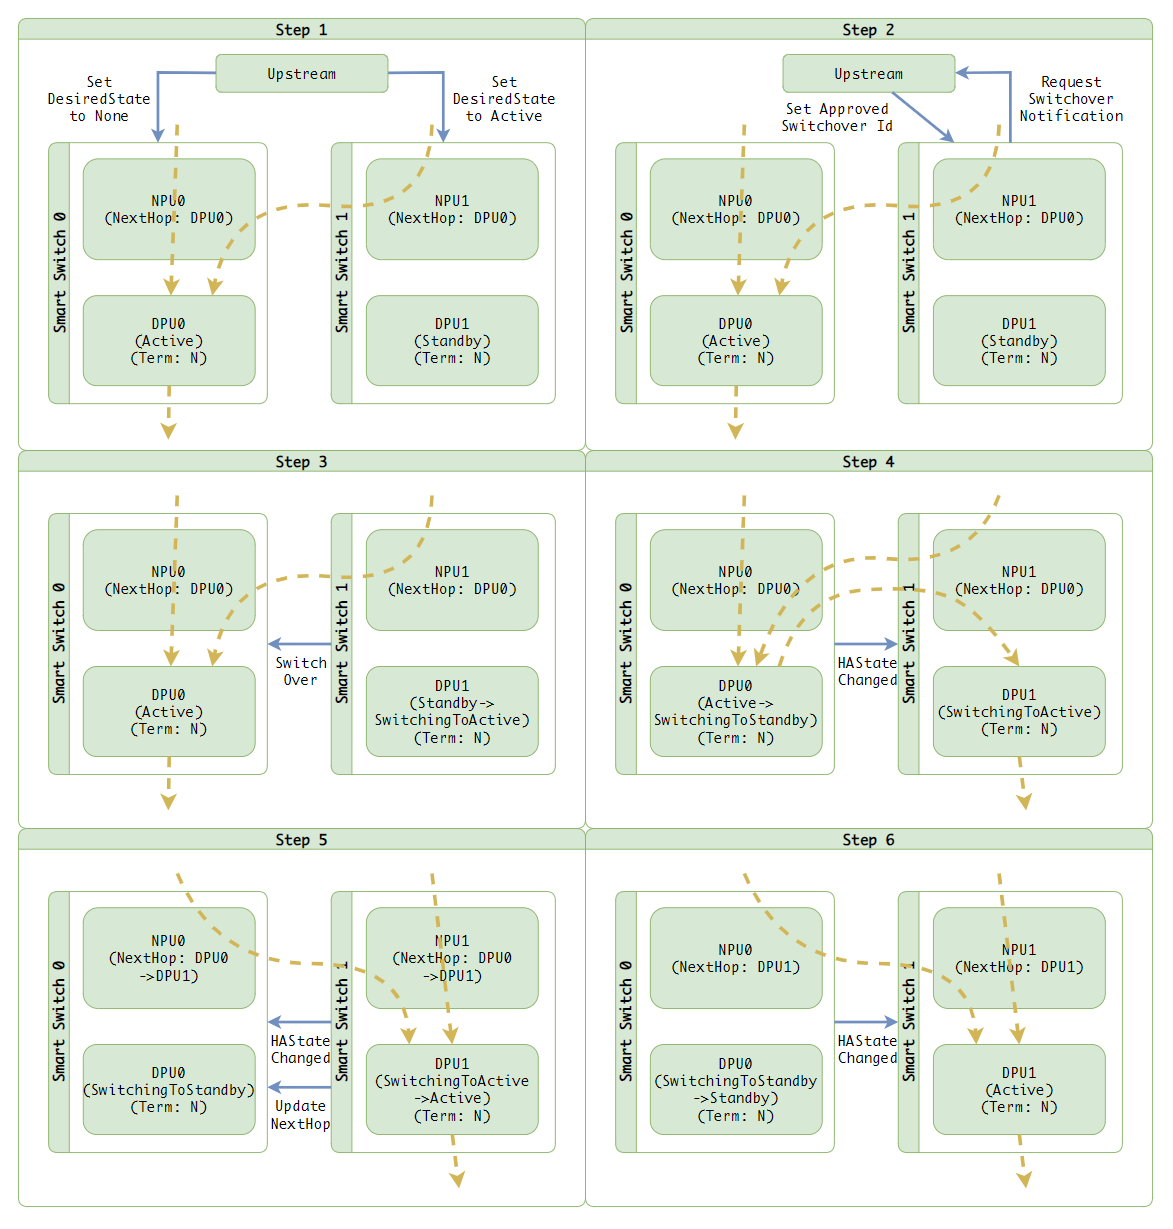 Step 1
Upstream
Set
DesiredState
to None
Set
DesiredState
to Active
Smart Switch 0
NPU0
(NextHop: DPU0)
DPU0
(Active)
(Term: N)
Smart Switch 1
NPU1
(NextHop: DPU0)
DPU1
(Standby)
(Term: N)
Step 2
Upstream
Set Approved
Switchover Id
Request
Switchover
Notification
Smart Switch 0
NPU0
(NextHop: DPU0)
DPU0
(Active)
(Term: N)
Smart Switch 1
NPU1
(NextHop: DPU0)
DPU1
(Standby)
(Term: N)
Step 3
Smart Switch 0
NPU0
(NextHop: DPU0)
DPU0
(Active)
(Term: N)
Switch
Over
Smart Switch 1
NPU1
(NextHop: DPU0)
DPU1
(Standby->
SwitchingToActive)
(Term: N)
Step 4
Smart Switch 0
NPU0
(NextHop: DPU0)
DPU0
(Active->
SwitchingToStandby)
(Term: N)
HAState
Changed
Smart Switch 1
NPU1
(NextHop: DPU0)
DPU1
(SwitchingToActive)
(Term: N)
Step 5
Smart Switch 0
NPU0
(NextHop: DPU0
->DPU1)
DPU0
(SwitchingToStandby)
(Term: N)
HAState
Changed
Update
NextHop
Smart Switch 1
NPU1
(NextHop: DPU0
->DPU1)
DPU1
(SwitchingToActive
->Active)
(Term: N)
Step 6
Smart Switch 0
NPU0
(NextHop: DPU1)
DPU0
(SwitchingToStandby
->Standby)
(Term: N)
HAState
Changed
Smart Switch 1
NPU1
(NextHop: DPU1)
DPU1
(Active)
(Term: N)